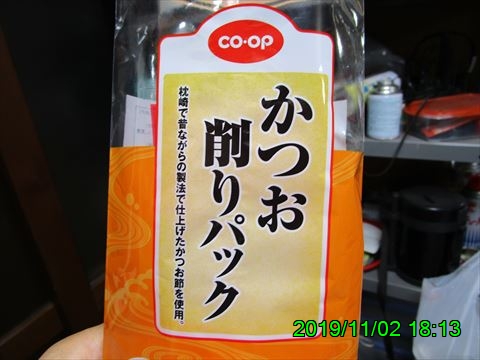 co·op
かつお
削りパック
枕崎で昔ながらの製法で仕上げたかつお節を使用。
2019/11/02 18:13